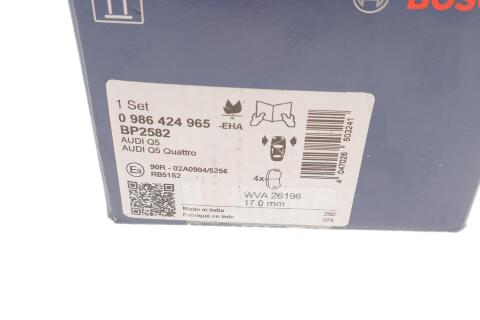 BOSCH
1 Set
0 986 424 965
-EHA
BP2582
AUDI Q5
AUDI Q5 Quattro
E9
90R - 02A0904/5256
RB5152
4x
WVA 26196
17.0 mm
Made in India
Fabriqué en Inde
250
374
4 047026 503241